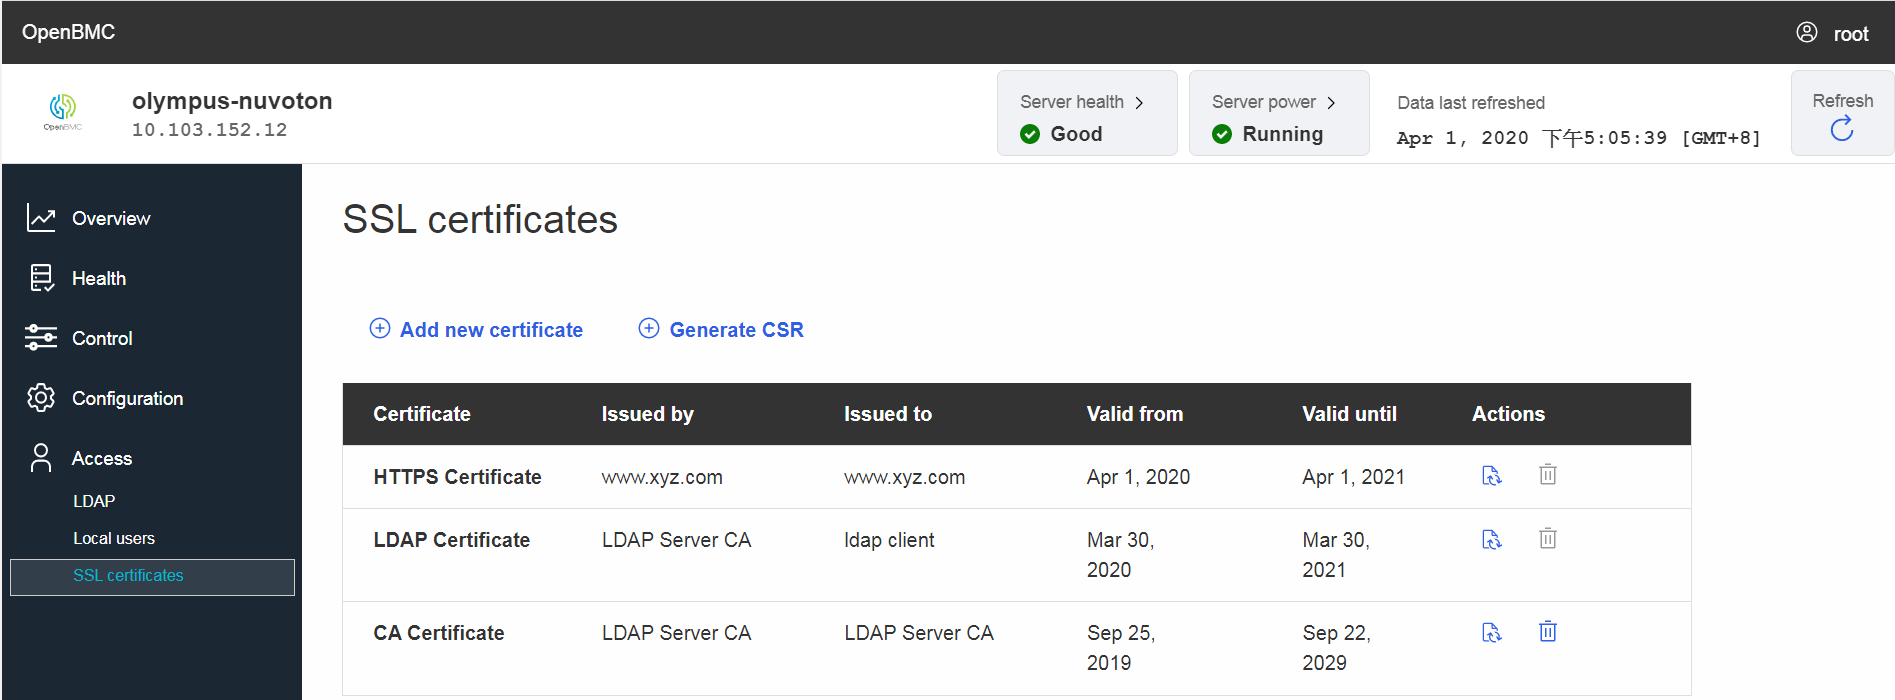 OpenBMC
root
OpenBMC
olympus-nuvoton
10.103.152.12
Server health
Good
Server power
Running
Data last refreshed
Apr 1, 2020 下午5:05:39 [GMT+8]
Refresh
Overview
Health
Control
Configuration
Access
LDAP
Local users
SSL certificates
SSL certificates
Add new certificate
Generate CSR
Certificate Issued by Issued to Valid from Valid until Actions
HTTPS Certificate www.xyz.com www.xyz.com Apr 1, 2020 Apr 1, 2021
LDAP Certificate LDAP Server CA ldap client Mar 30, 2020 Mar 30, 2021
CA Certificate LDAP Server CA LDAP Server CA Sep 25, 2019 Sep 22, 2029